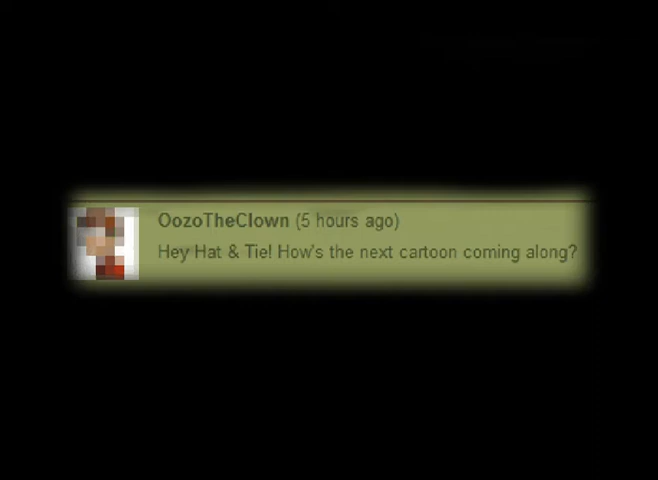 OozoTheClown (5 hours ago)
Hey Hat & Tie! How's the next cartoon coming along?